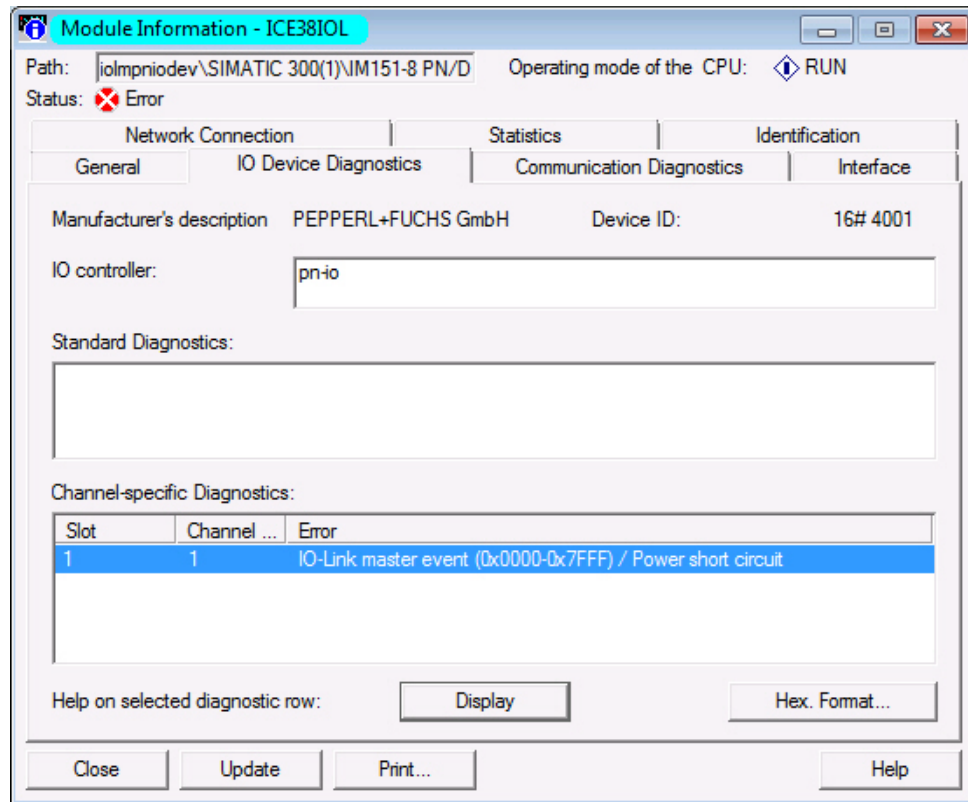 Module Information - ICE38IOL
Path: iolmpniodev\SIMATIC 300(1)\IM151-8 PN/D Operating mode of the CPU: RUN
Status: Error
Network Connection Statistics Identification
General IO Device Diagnostics Communication Diagnostics Interface
Manufacturer's description PEPPERL+FUCHS GmbH Device ID: 16# 4001
IO controller: pn-io
Standard Diagnostics:
Channel-specific Diagnostics:
Slot Channel ... Error
1 1 IO-Link master event (0x0000-0x7FFF) / Power short circuit
Help on selected diagnostic row: Display Hex. Format...
Close Update Print... Help